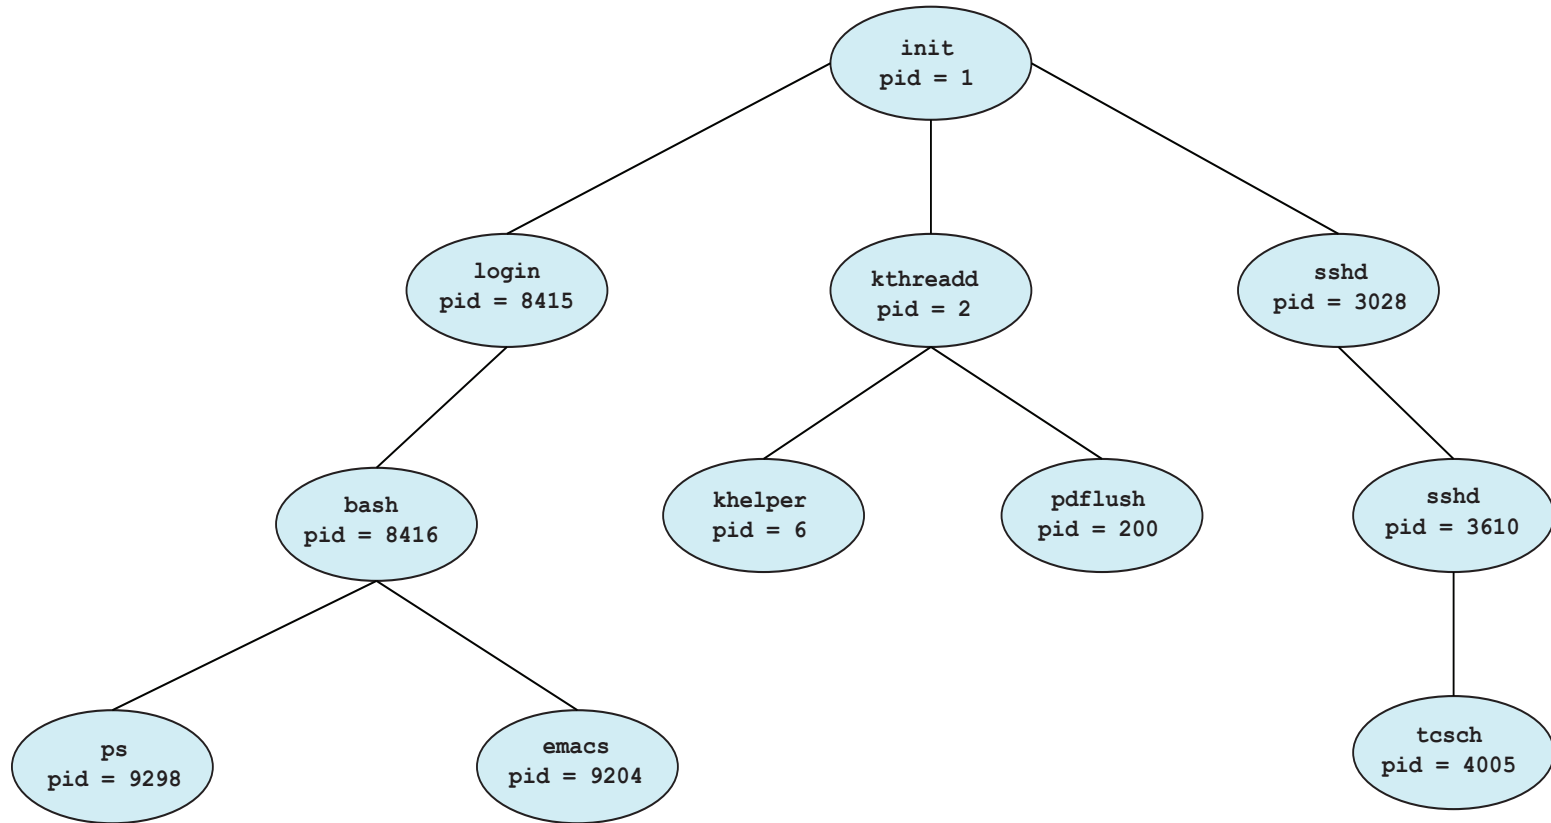 init
pid = 1
login
pid = 8415
kthreadd
pid = 2
sshd
pid = 3028
bash
pid = 8416
khelper
pid = 6
pdflush
pid = 200
sshd
pid = 3610
ps
pid = 9298
emacs
pid = 9204
tcsch
pid = 4005